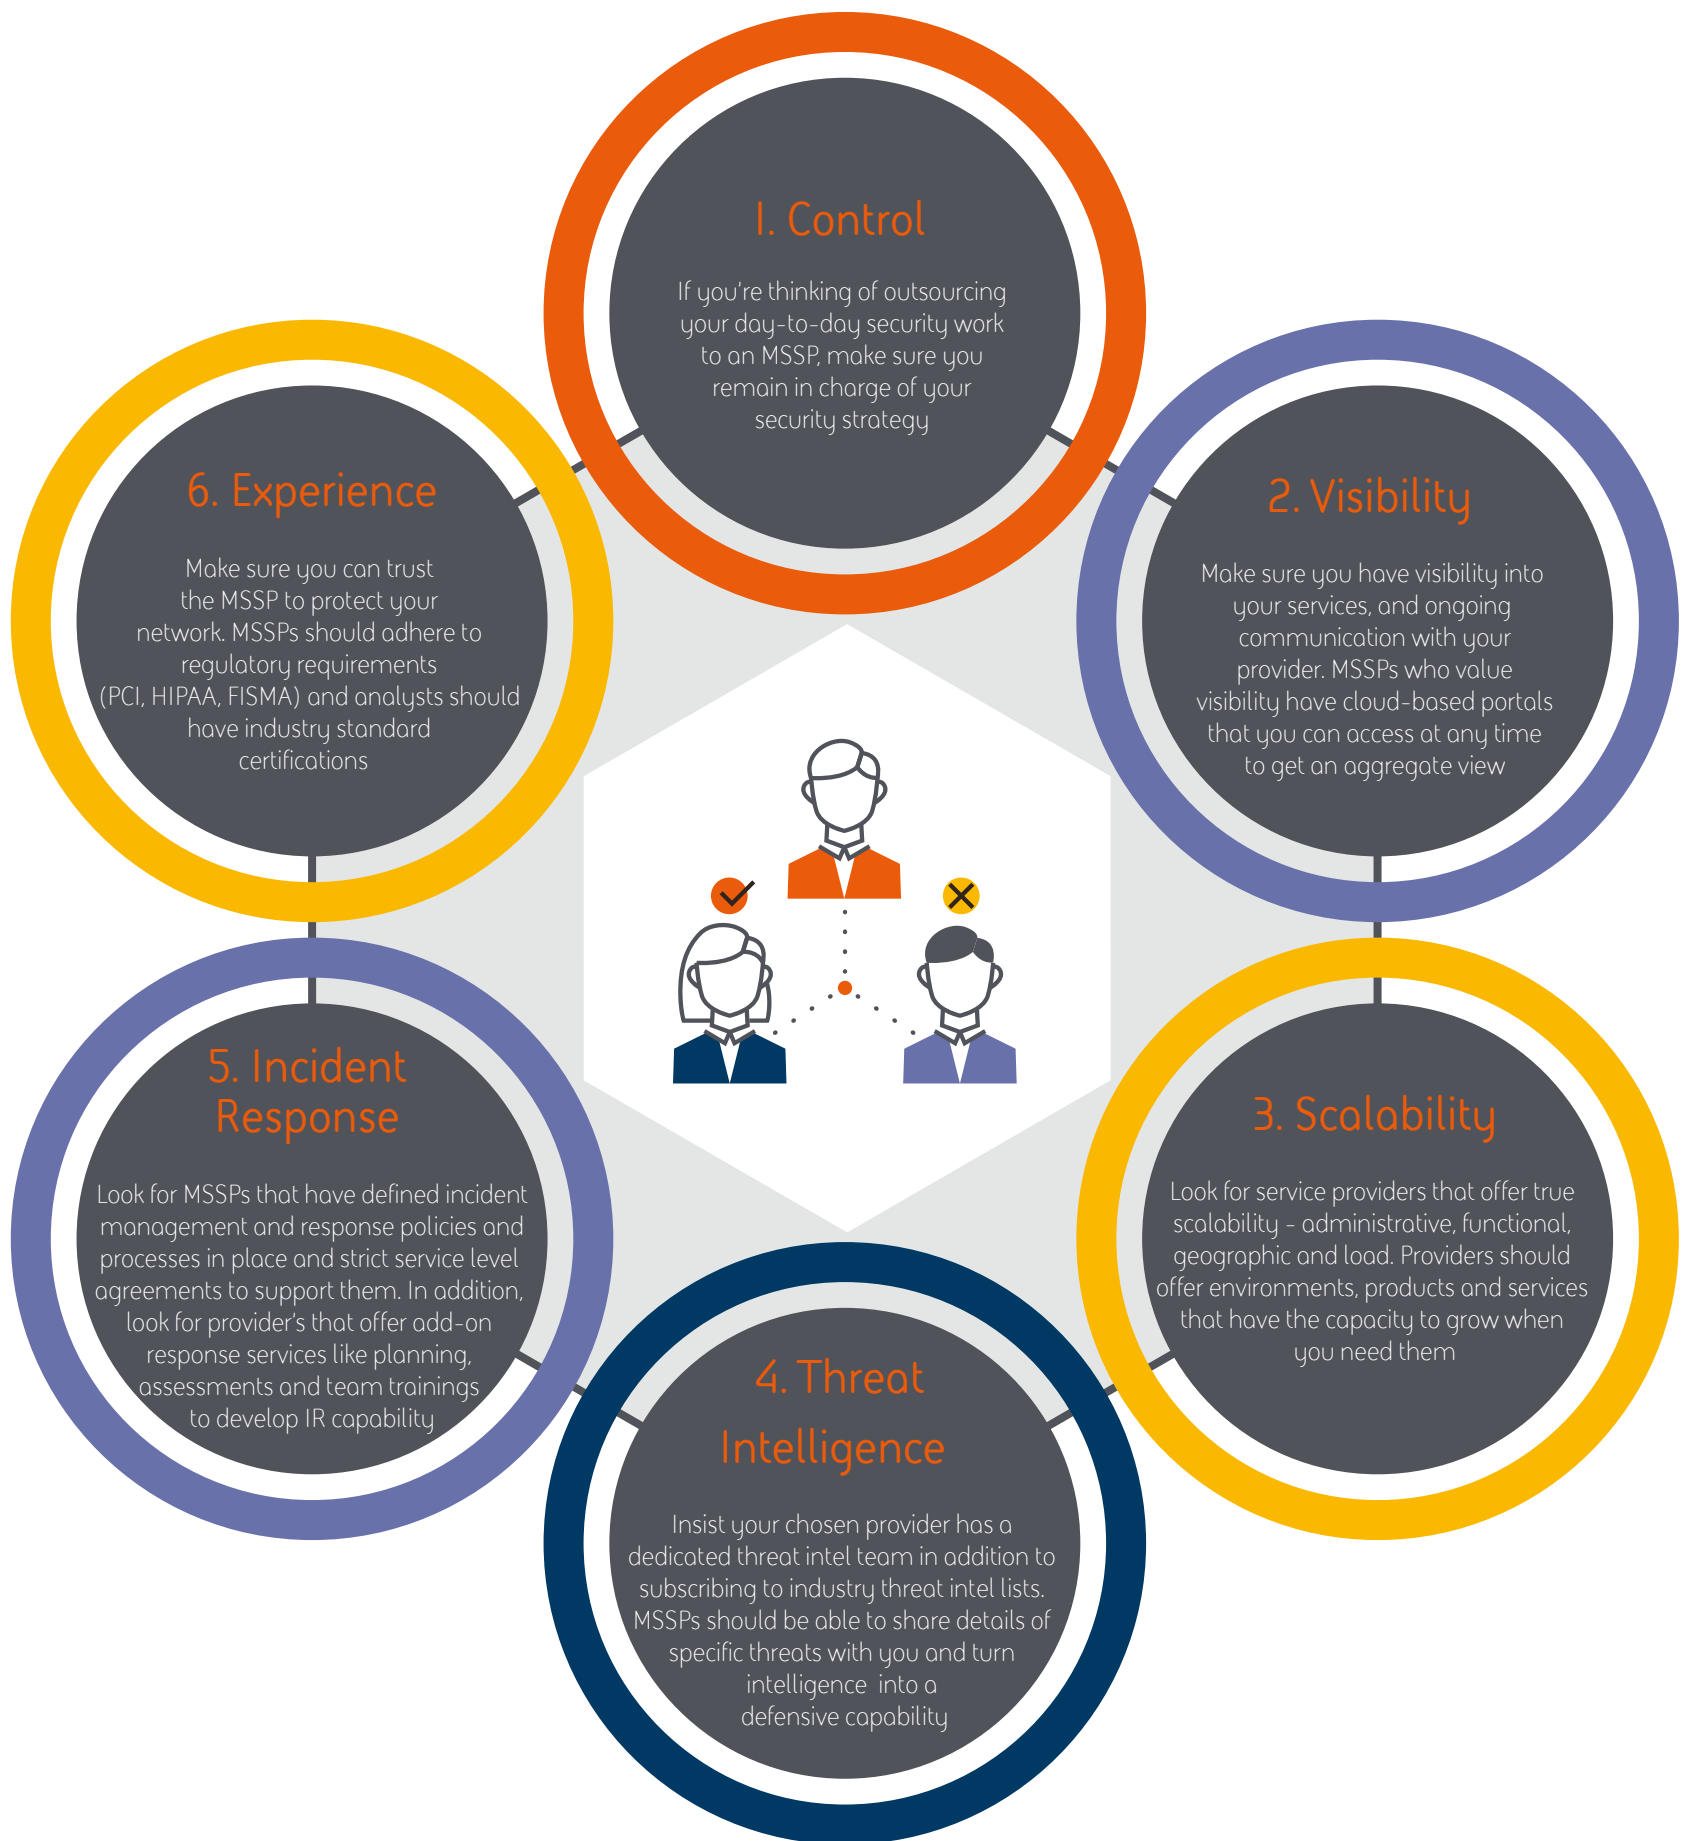 1. Control
If you're thinking of outsourcing
your day-to-day security work
to an MSSP, make sure you
remain in charge of your
security strategy
2. Visibility
Make sure you have visibility into
your services, and ongoing
communication with your
provider. MSSPs who value
visibility have cloud-based portals
that you can access at any time
to get an aggregate view
3. Scalability
Look for service providers that offer true
scalability - administrative, functional,
geographic and load. Providers should
offer environments, products and services
that have the capacity to grow when
you need them
4. Threat
Intelligence
Insist your chosen provider has a
dedicated threat intel team in addition to
subscribing to industry threat intel lists.
MSSPs should be able to share details of
specific threats with you and turn
intelligence into a
defensive capability
5. Incident
Response
Look for MSSPs that have defined incident
management and response policies and
processes in place and strict service level
agreements to support them. In addition,
look for provider's that offer add-on
response services like planning,
assessments and team trainings
to develop IR capability
6. Experience
Make sure you can trust
the MSSP to protect your
network. MSSPs should adhere to
regulatory requirements
(PCI, HIPAA, FISMA) and analysts should
have industry standard
certifications